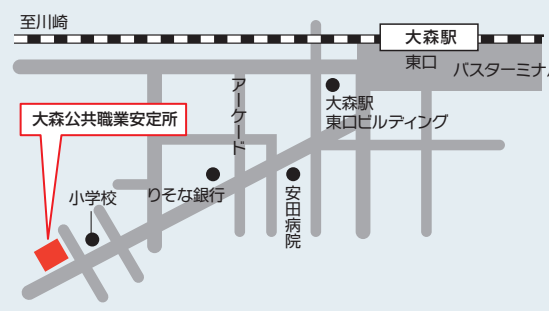 至川崎
大森駅
東口
バスターミナル
大森駅
東口ビルディング
アーケード
大森公共職業安定所
小学校
りそな銀行
安田病院